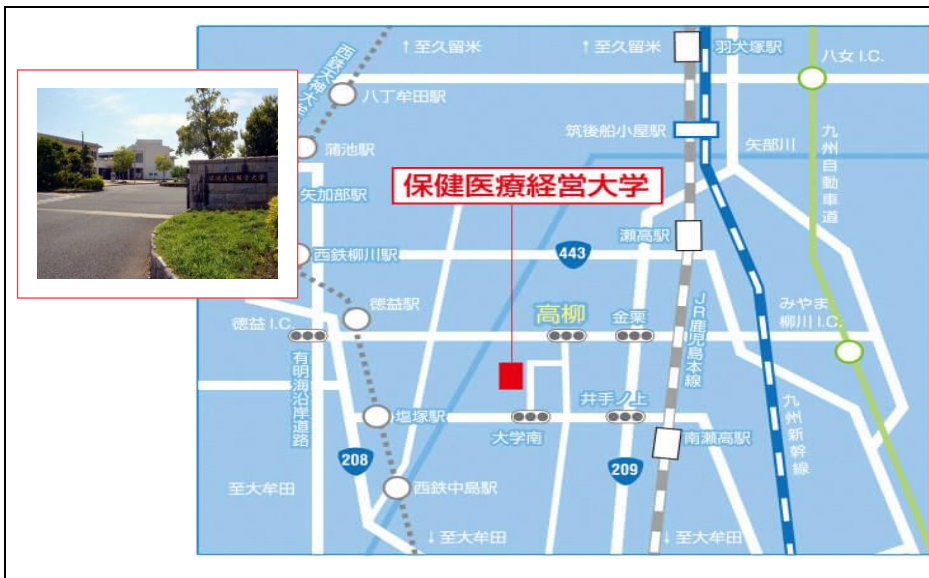 ↑至久留米
↑至久留米
羽犬塚駅
八女 I.C.
西鉄天神大
八丁牟田駅
筑後船小屋駅
矢部川
九州自動車道
蒲池駅
矢加部駅
保健医療経営大学
瀬高駅
西鉄柳川駅
443
徳益駅
高柳
金栗
みやま
柳川 I.C.
徳益 I.C.
JR鹿児島本線
有明海沿岸道路
塩塚駅
大学南
井手ノ上
九州新幹線
南瀬高駅
208
209
至大牟田
西鉄中島駅
↓至大牟田
↓至大牟田